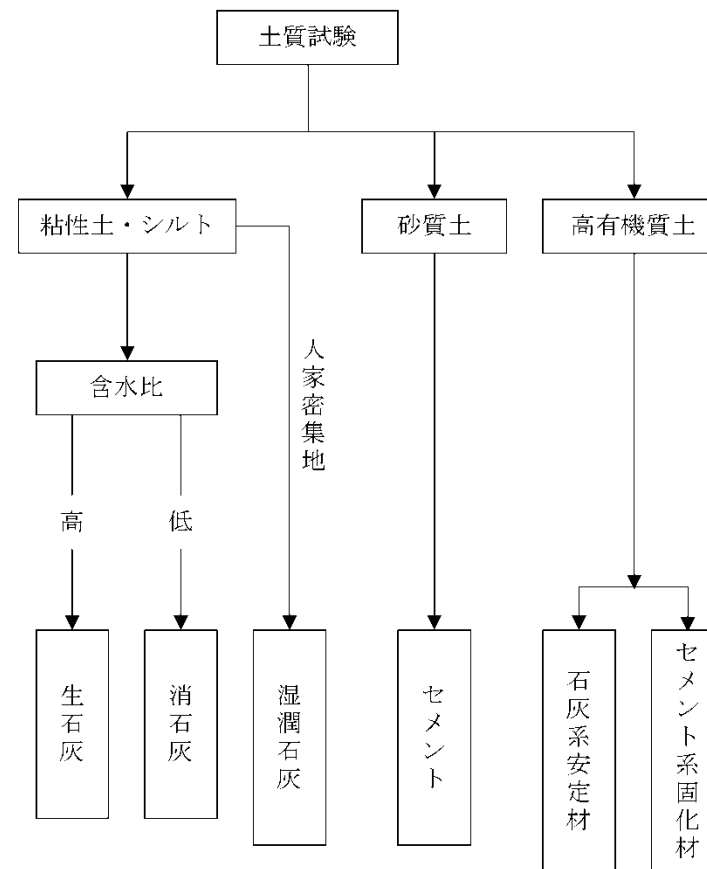 土質試験
粘性土・シルト
砂質土
高有機質土
人家密集地
含水比
高
低
生石灰
消石灰
湿潤石灰
セメント
石灰系安定材
セメント系固化材